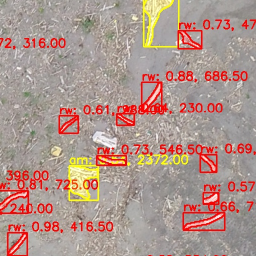 rw: 0.73, 47
72, 316.00
rw: 0.88, 686.50
rw: 0.61, 230.00
rw: 0.73, 546.50
rw: 0.69,
am: 2372.00
396.00
w: 0.81, 725.00
rw: 0.57
240.00
rw: 0.66, 7
rw: 0.98, 416.50